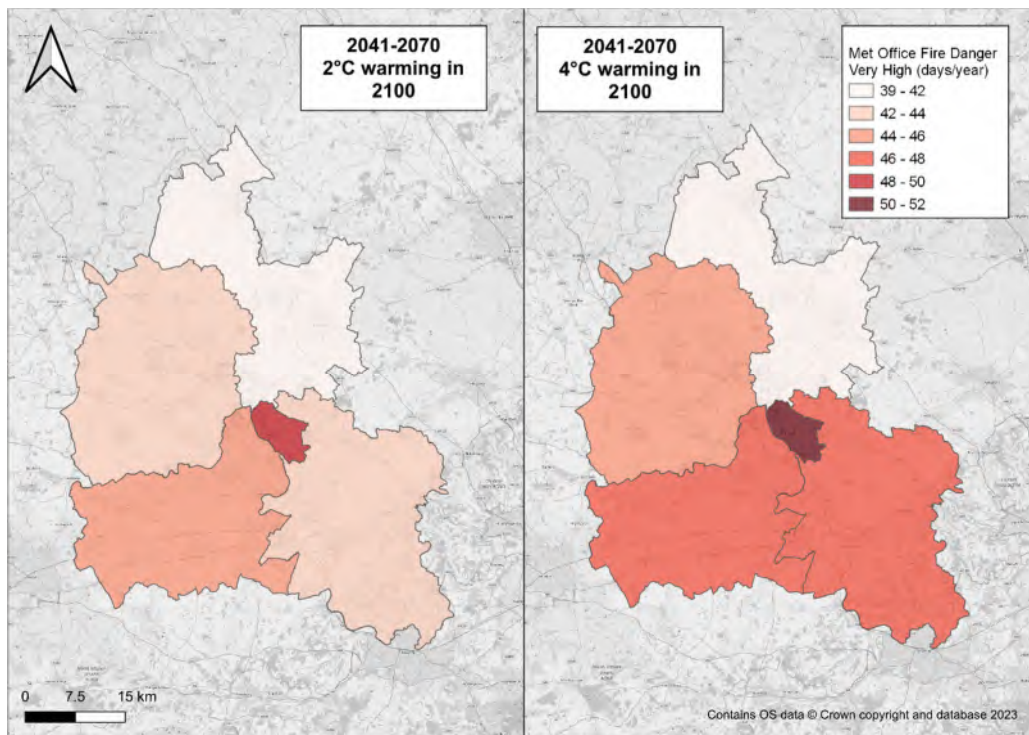 2041-2070
2°C warming in
2100
2041-2070
4°C warming in
2100
Met Office Fire Danger
Very High (days/year)
39 - 42
42 - 44
44 - 46
46 - 48
48 - 50
50 - 52
0 7.5 15 km
Contains OS data © Crown copyright and database 2023